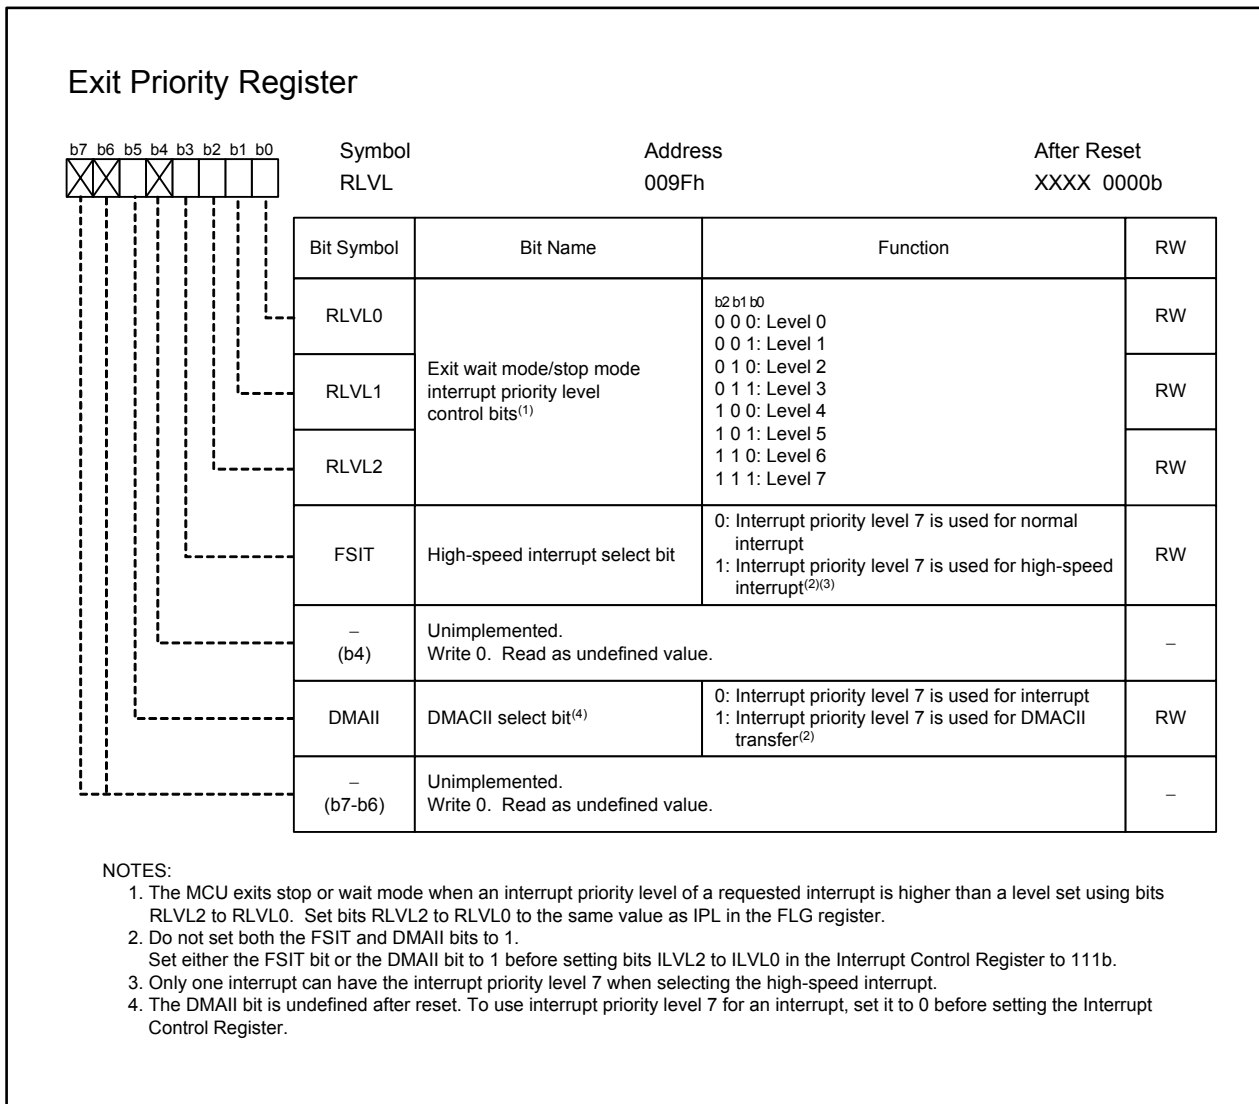 Exit Priority Register
b7 b6 b5 b4 b3 b2 b1 b0
Symbol Address After Reset
RLVL 009Fh XXXX 0000b
Bit Symbol Bit Name Function RW
RLVL0
RLVL1
RLVL2
Exit wait mode/stop mode
interrupt priority level
control bits(1)
b2 b1 b0
0 0 0: Level 0
0 0 1: Level 1
0 1 0: Level 2
0 1 1: Level 3
1 0 0: Level 4
1 0 1: Level 5
1 1 0: Level 6
1 1 1: Level 7
RW
RW
RW
FSIT
High-speed interrupt select bit
0: Interrupt priority level 7 is used for normal
interrupt
1: Interrupt priority level 7 is used for high-speed
interrupt(2)(3)
RW
–
(b4)
Unimplemented.
Write 0. Read as undefined value.
–
DMAII
DMACII select bit(4)
0: Interrupt priority level 7 is used for interrupt
1: Interrupt priority level 7 is used for DMACII
transfer(2)
RW
–
(b7-b6)
Unimplemented.
Write 0. Read as undefined value.
–
NOTES:
1. The MCU exits stop or wait mode when an interrupt priority level of a requested interrupt is higher than a level set using bits
RLVL2 to RLVL0. Set bits RLVL2 to RLVL0 to the same value as IPL in the FLG register.
2. Do not set both the FSIT and DMAII bits to 1.
Set either the FSIT bit or the DMAII bit to 1 before setting bits ILVL2 to ILVL0 in the Interrupt Control Register to 111b.
3. Only one interrupt can have the interrupt priority level 7 when selecting the high-speed interrupt.
4. The DMAII bit is undefined after reset. To use interrupt priority level 7 for an interrupt, set it to 0 before setting the Interrupt
Control Register.